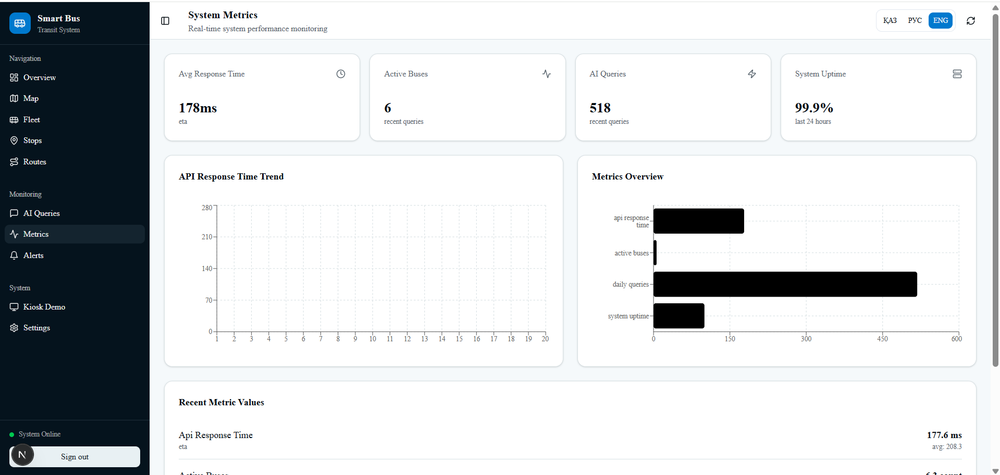 Smart Bus
Transit System
Navigation
Overview
Map
Fleet
Stops
Routes
Monitoring
AI Queries
Metrics
Alerts
System
Kiosk Demo
Settings
System Online
N
Sign out
System Metrics
Real-time system performance monitoring
ҚАЗ РУС ENG
Avg Response Time
178ms
eta
Active Buses
6
recent queries
AI Queries
518
recent queries
System Uptime
99.9%
last 24 hours
API Response Time Trend
280
210
140
70
0
1 2 3 4 5 6 7 8 9 10 11 12 13 14 15 16 17 18 19 20
Metrics Overview
api response
time
active buses
daily queries
system uptime
0 150 300 450 600
Recent Metric Values
Api Response Time
177.6 ms
eta
avg: 208.3
Active Buses
6.3 count